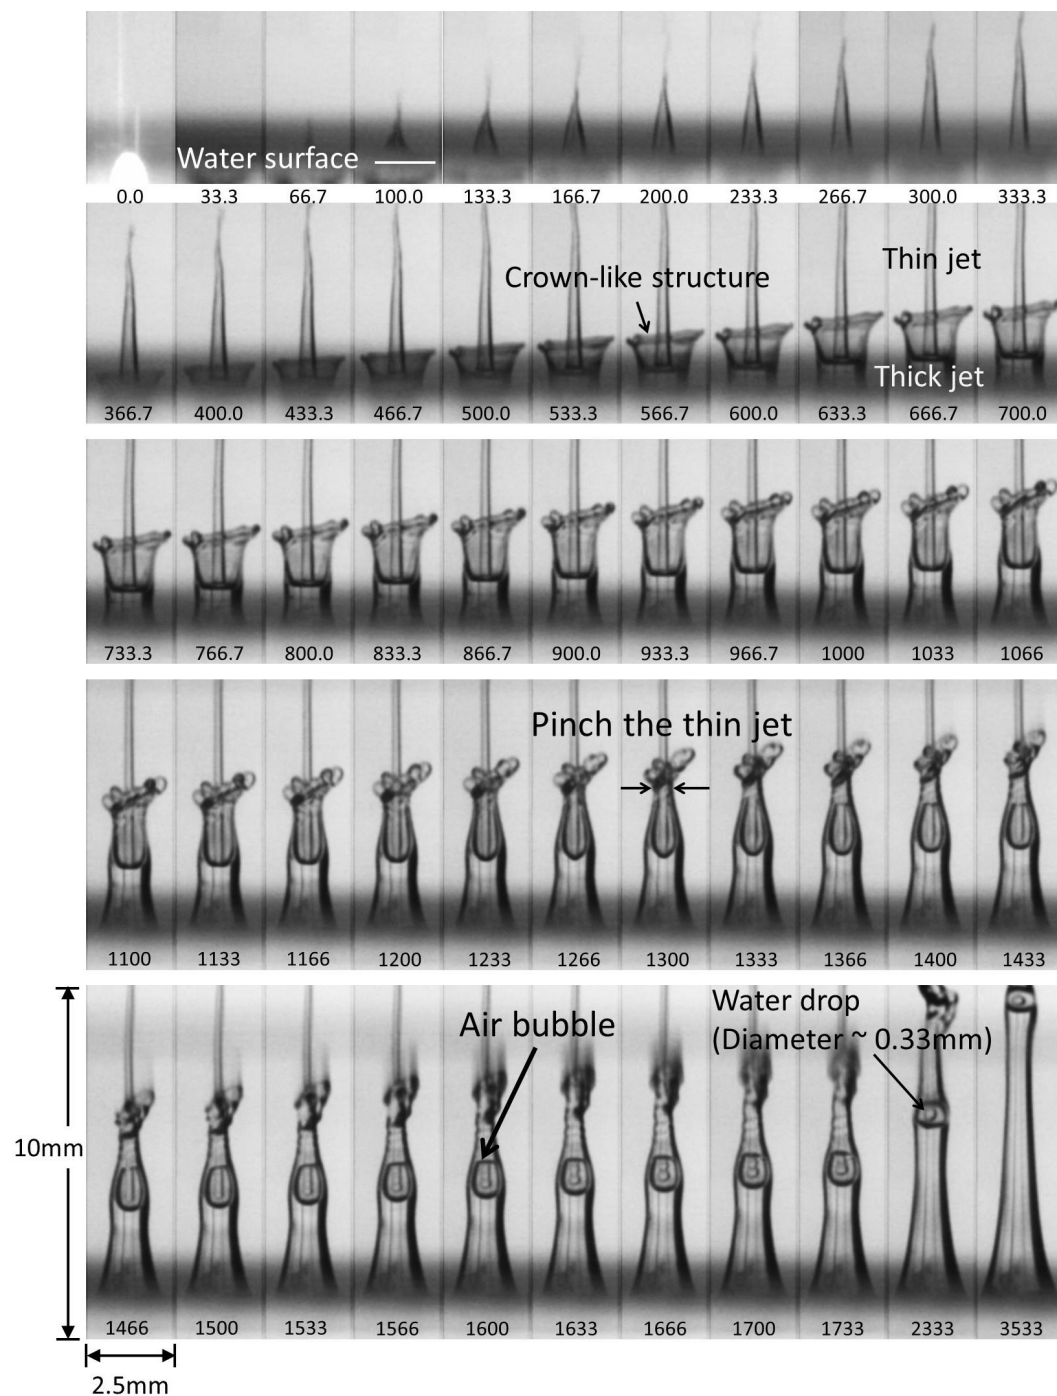 Water surface
0.0 33.3 66.7 100.0 133.3 166.7 200.0 233.3 266.7 300.0 333.3
Crown-like structure
Thin jet
Thick jet
366.7 400.0 433.3 466.7 500.0 533.3 566.7 600.0 633.3 666.7 700.0
733.3 766.7 800.0 833.3 866.7 900.0 933.3 966.7 1000 1033 1066
Pinch the thin jet
1100 1133 1166 1200 1233 1266 1300 1333 1366 1400 1433
Air bubble
Water drop
(Diameter ~ 0.33mm)
10mm
1466 1500 1533 1566 1600 1633 1666 1700 1733 2333 3533
2.5mm